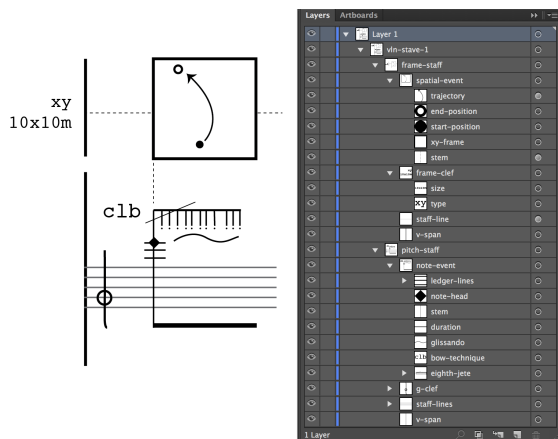 xy
10x10m
clb
Layers Artboards
Layer 1
vln-stave-1
frame-staff
spatial-event
trajectory
end-position
start-position
xy-frame
stem
frame-clef
size
xy type
staff-line
v-span
pitch-staff
note-event
ledger-lines
note-head
stem
duration
glissando
clb bow-technique
eighth-jete
g-clef
staff-lines
v-span
1 Layer